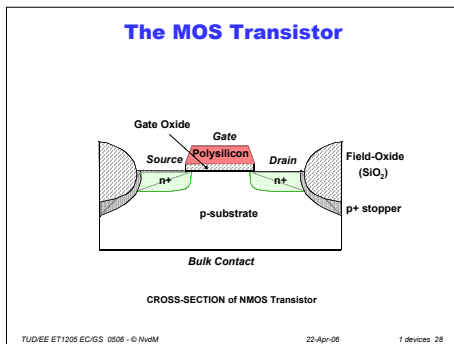 The MOS Transistor
Gate Oxide
Gate
Polysilicon
Source
Drain
Field-Oxide
(SiO2)
n+
n+
p+ stopper
p-substrate
Bulk Contact
CROSS-SECTION of NMOS Transistor
TUD/EE ET1205 EC/GS 0506 - © NvdM
22-Apr-06
1 devices 28